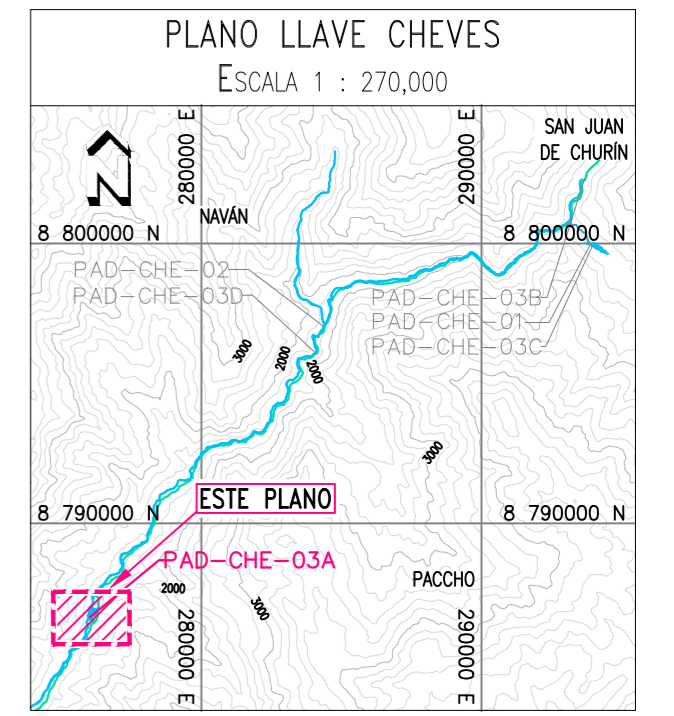 PLANO LLAVE CHEVES
ESCALA 1 : 270,000
280000 E
290000 E
SAN JUAN
DE CHURÍN
N
NAVÁN
8 800000 N
8 800000 N
PAD-CHE-02
PAD-CHE-03D
PAD-CHE-03B
PAD-CHE-01
PAD-CHE-03C
3000
2000
2000
3000
ESTE PLANO
8 790000 N
8 790000 N
PAD-CHE-03A
2000
3000
PACCHO
280000 E
290000 E